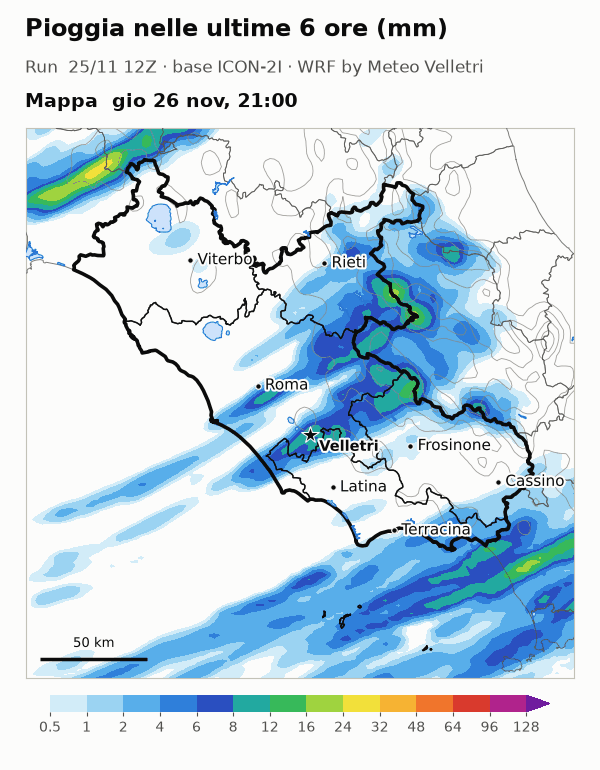 Pioggia nelle ultime 6 ore (mm)
Run 25/11 12Z · base ICON-2I · WRF by Meteo Velletri
Mappa gio 26 nov, 21:00
Viterbo
Rieti
Roma
Velletri
Frosinone
Cassino
Latina
Terracina
50 km
0.5 1 2 4 6 8 12 16 24 32 48 64 96 128